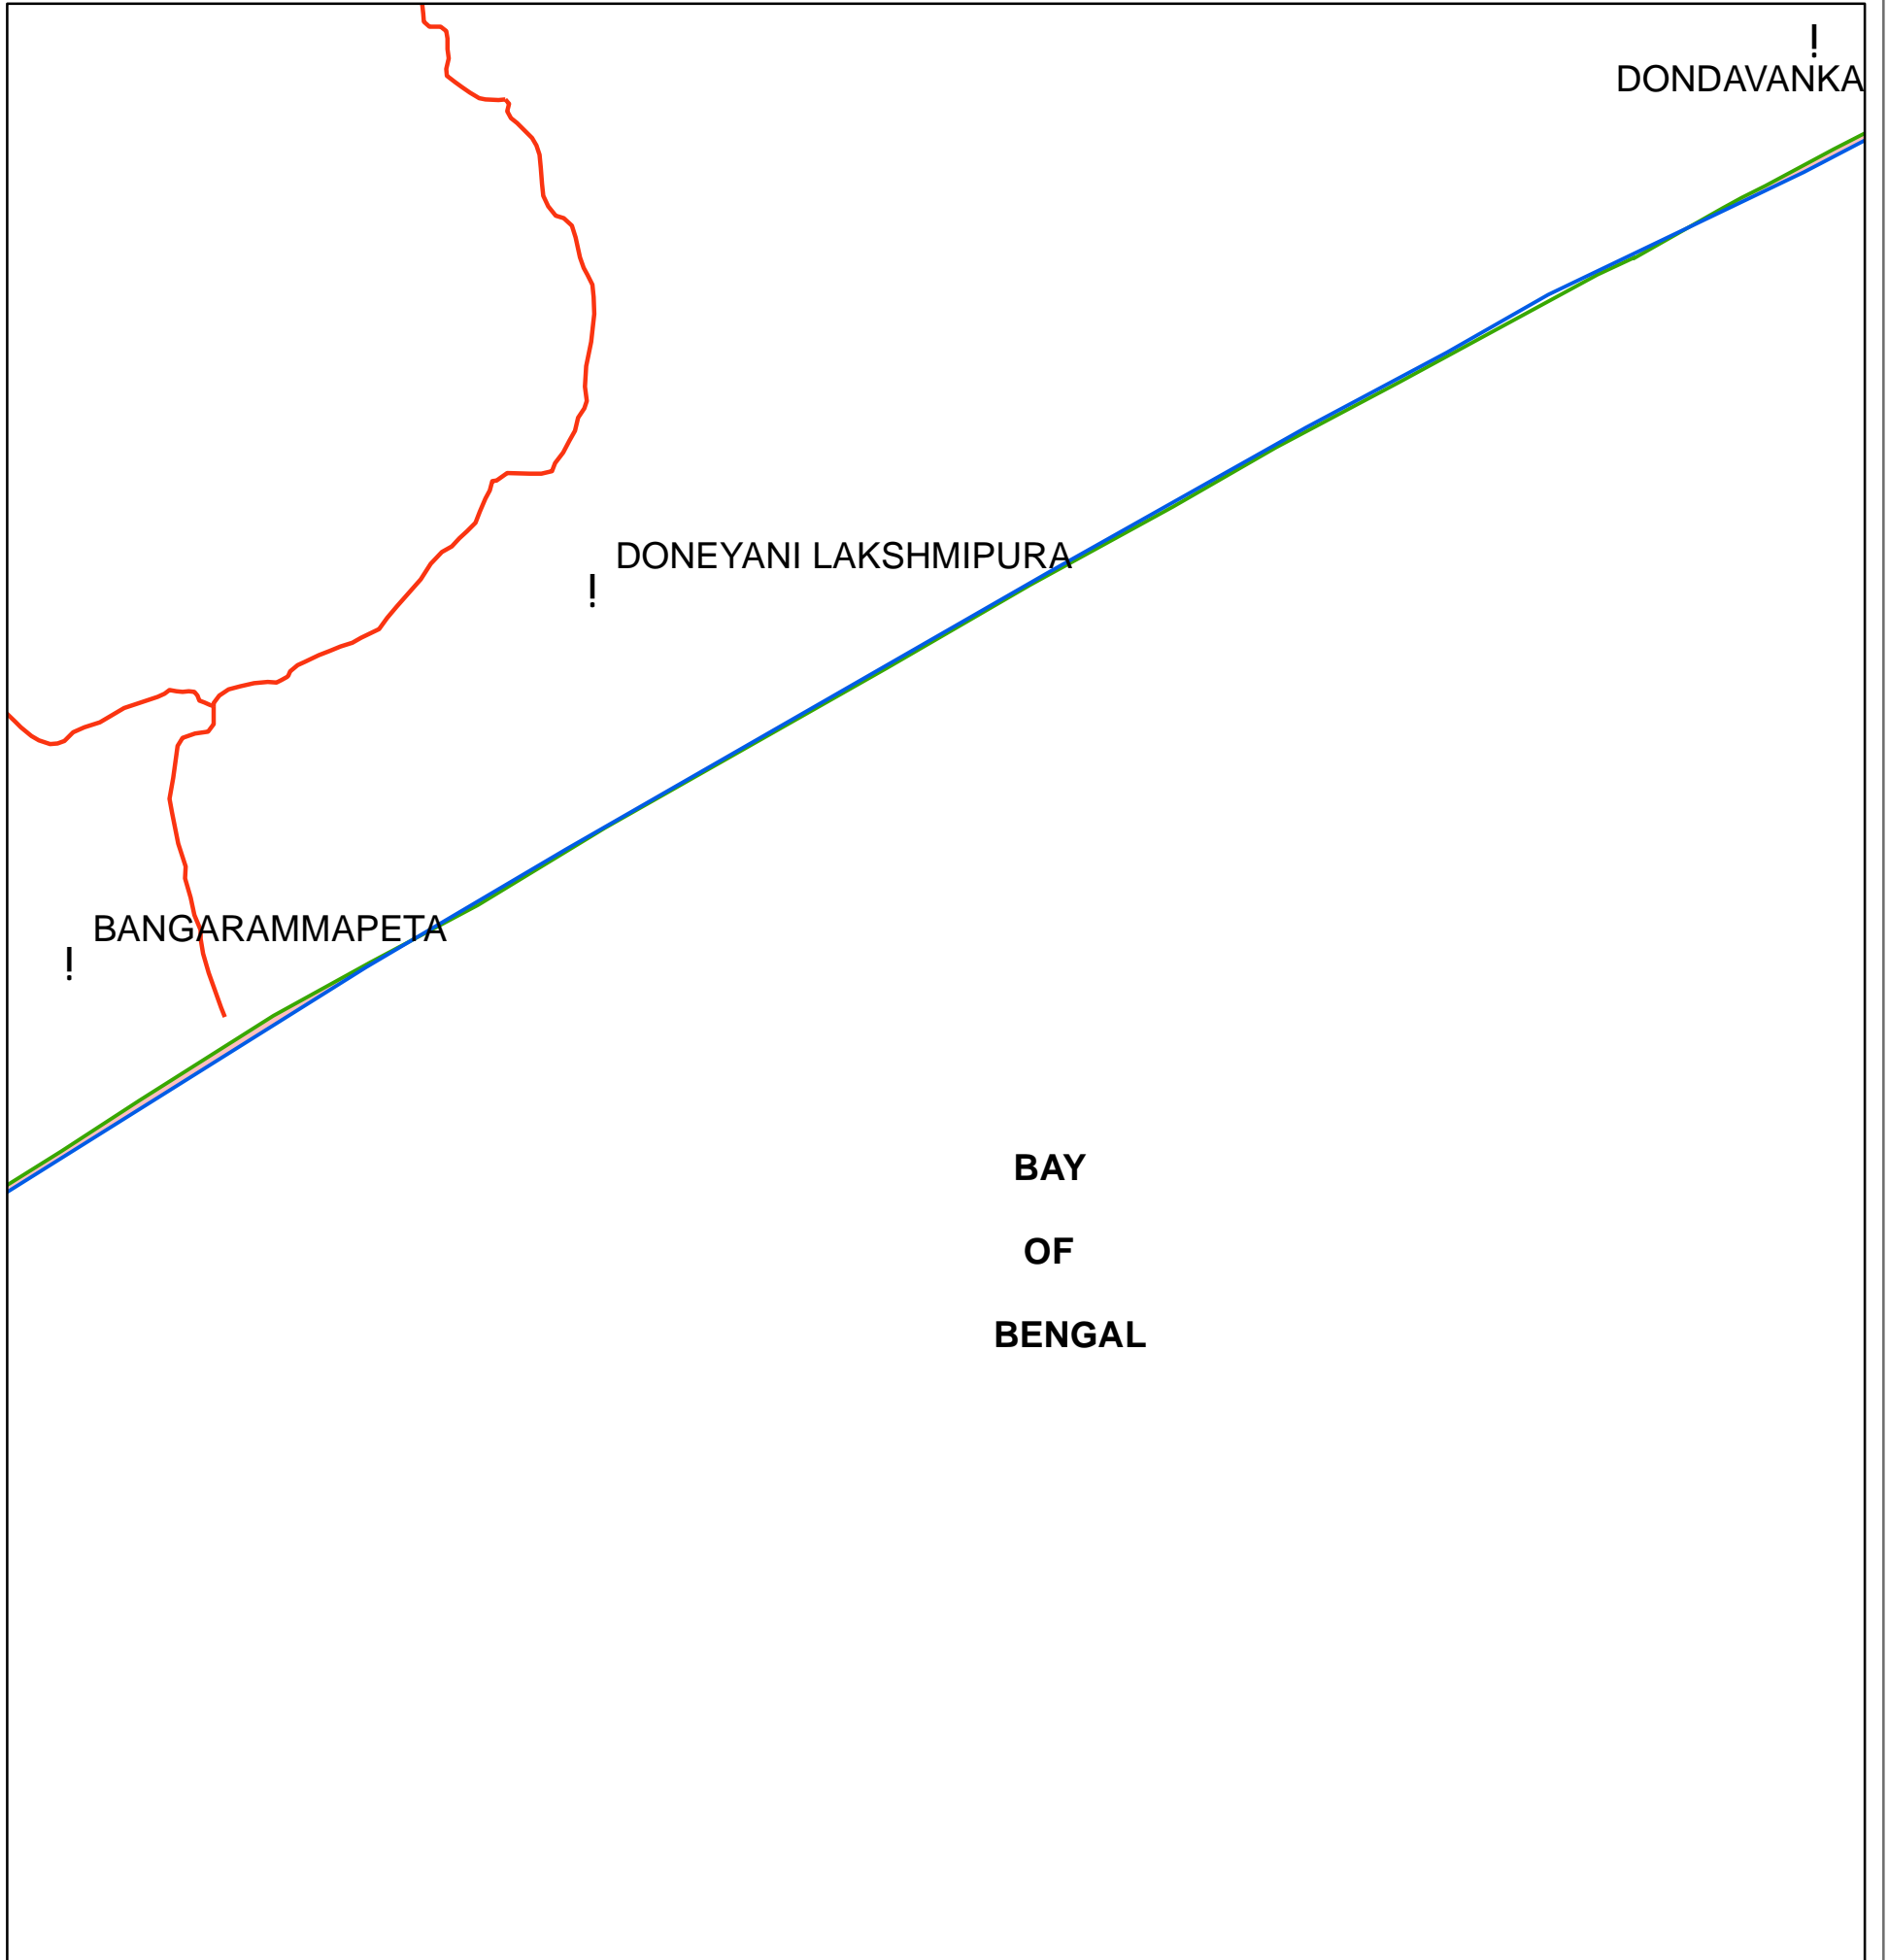 !
DONDAVANKA
DONEYANI LAKSHMIPURA
!
BANGARAMMAPETA
!
BAY
OF
BENGAL